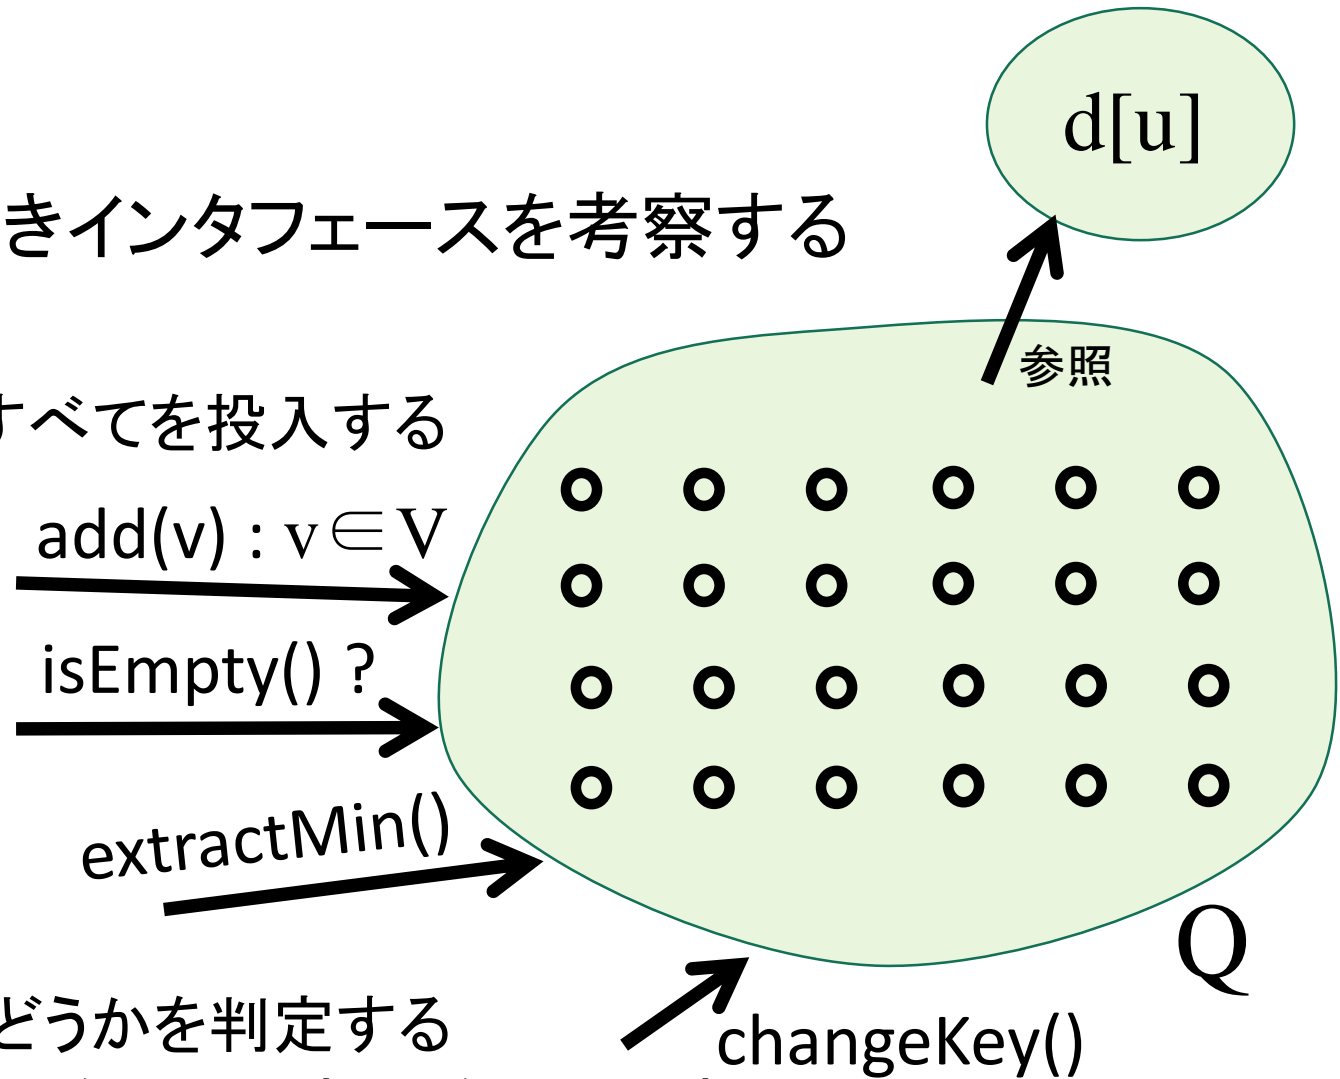 d[u]
きインタフェースを考察する
参照
すべてを投入する
add(v) : v∈V
isEmpty() ?
extractMin()
Q
どうかを判定する
changeKey()